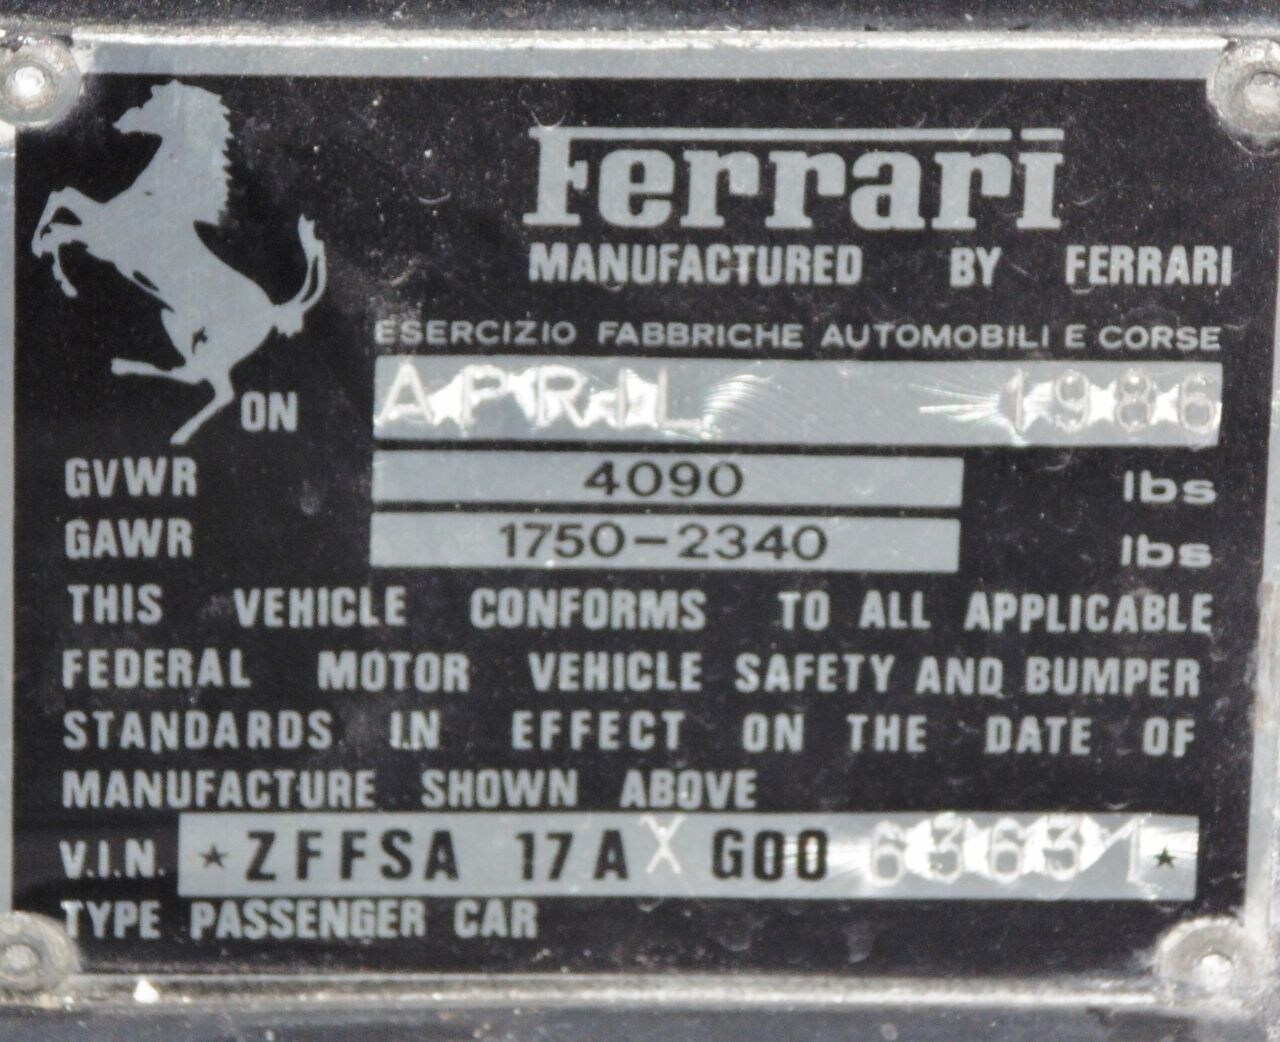 Ferrari
MANUFACTURED BY FERRARI
ESERCIZIO FABBRICHE AUTOMOBILI E CORSE
ON APRIL 1986
GVWR 4090 lbs
GAWR 1750-2340 lbs
THIS VEHICLE CONFORMS TO ALL APPLICABLE
FEDERAL MOTOR VEHICLE SAFETY AND BUMPER
STANDARDS IN EFFECT ON THE DATE OF
MANUFACTURE SHOWN ABOVE
V.I.N. ★ZFFSA 17AX G00 63631★
TYPE PASSENGER CAR